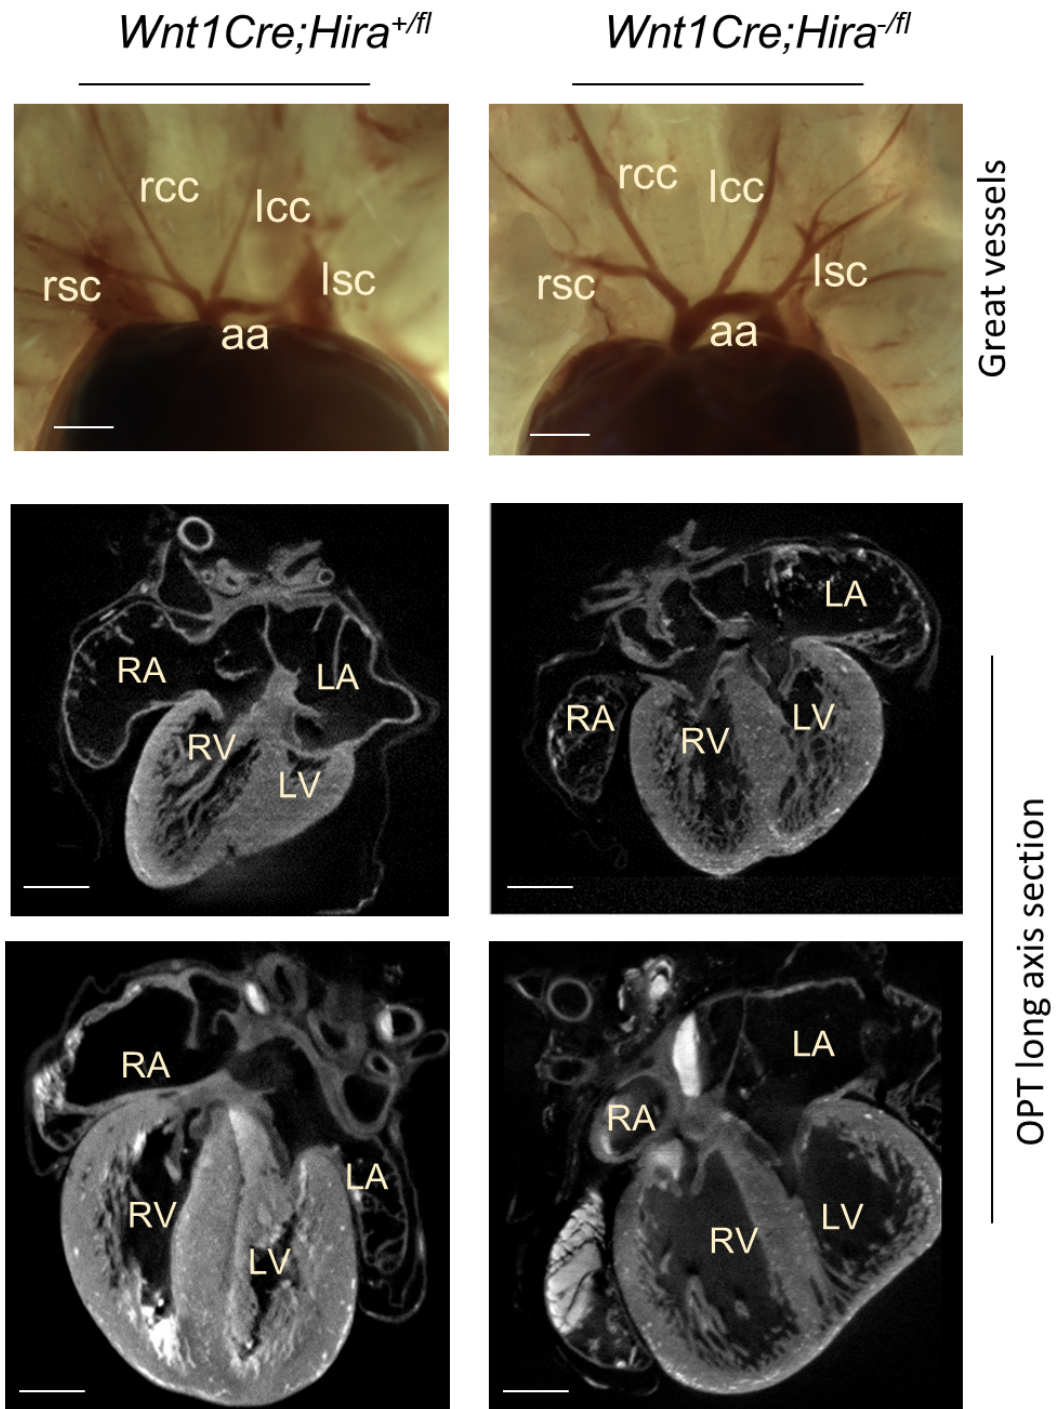 Wnt1Cre;Hira+/fl
Wnt1Cre;Hira-/fl
rcc
lcc
rsc
lsc
aa
rcc
lcc
rsc
lsc
aa
Great vessels
RA
LA
RV
LV
LA
RA
RV
LV
RA
LA
RV
LV
LA
RA
RV
LV
OPT long axis section